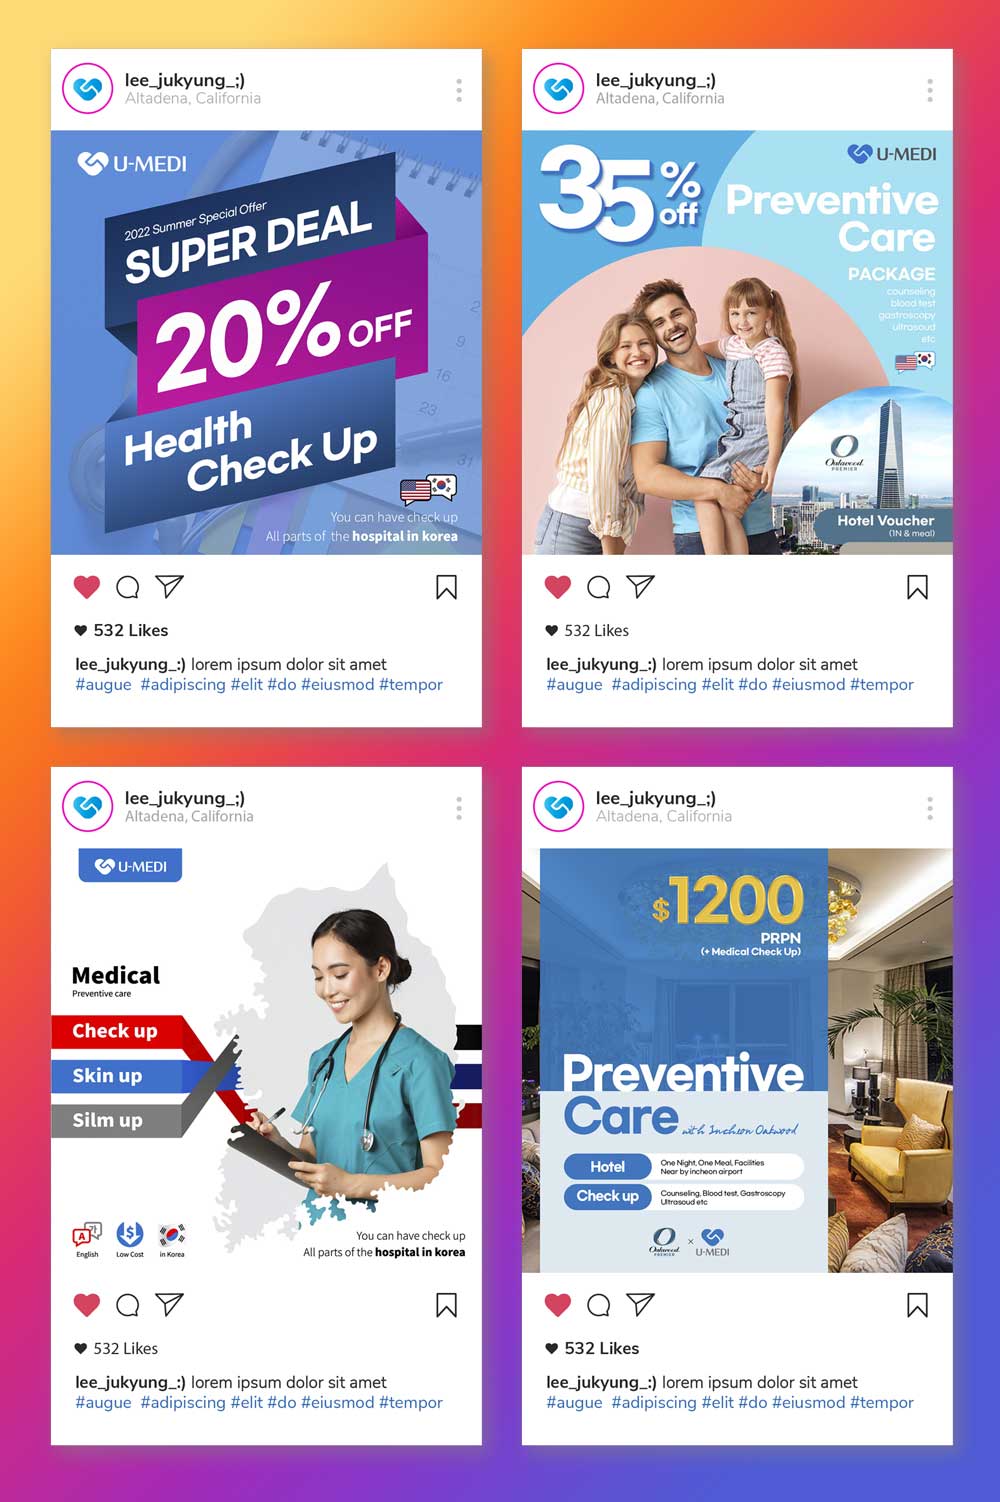 lee_jukyung_;)
Altadena, California
U-MEDI
2022 Summer Special Offer
SUPER DEAL
20% OFF
Health
Check Up
2
9
16
23
31
You can have check up
All parts of the hospital in korea
532 Likes
lee_jukyung_:) lorem ipsum dolor sit amet
#augue #adipiscing #elit #do #eiusmod #tempor
lee_jukyung_;)
Altadena, California
35% off
U-MEDI
Preventive
Care
PACKAGE
counseling
blood test
gastroscopy
ultrasoud
etc
Oakwood
PREMIER
Hotel Voucher
(1N & meal)
532 Likes
lee_jukyung_:) lorem ipsum dolor sit amet
#augue #adipiscing #elit #do #eiusmod #tempor
lee_jukyung_;)
Altadena, California
U-MEDI
Medical
Preventive care
Check up
Skin up
Silm up
A 가
English
$
Low Cost
in Korea
You can have check up
All parts of the hospital in korea
532 Likes
lee_jukyung_:) lorem ipsum dolor sit amet
#augue #adipiscing #elit #do #eiusmod #tempor
lee_jukyung_;)
Altadena, California
$1200
PRPN
(+ Medical Check Up)
Preventive
Care with Incheon Oakwood
Hotel
One Night, One Meal, Facilities
Near by incheon airport
Check up
Counseling, Blood test, Gastroscopy
Ultrasoud etc
Oakwood
PREMIER
×
U-MEDI
532 Likes
lee_jukyung_:) lorem ipsum dolor sit amet
#augue #adipiscing #elit #do #eiusmod #tempor